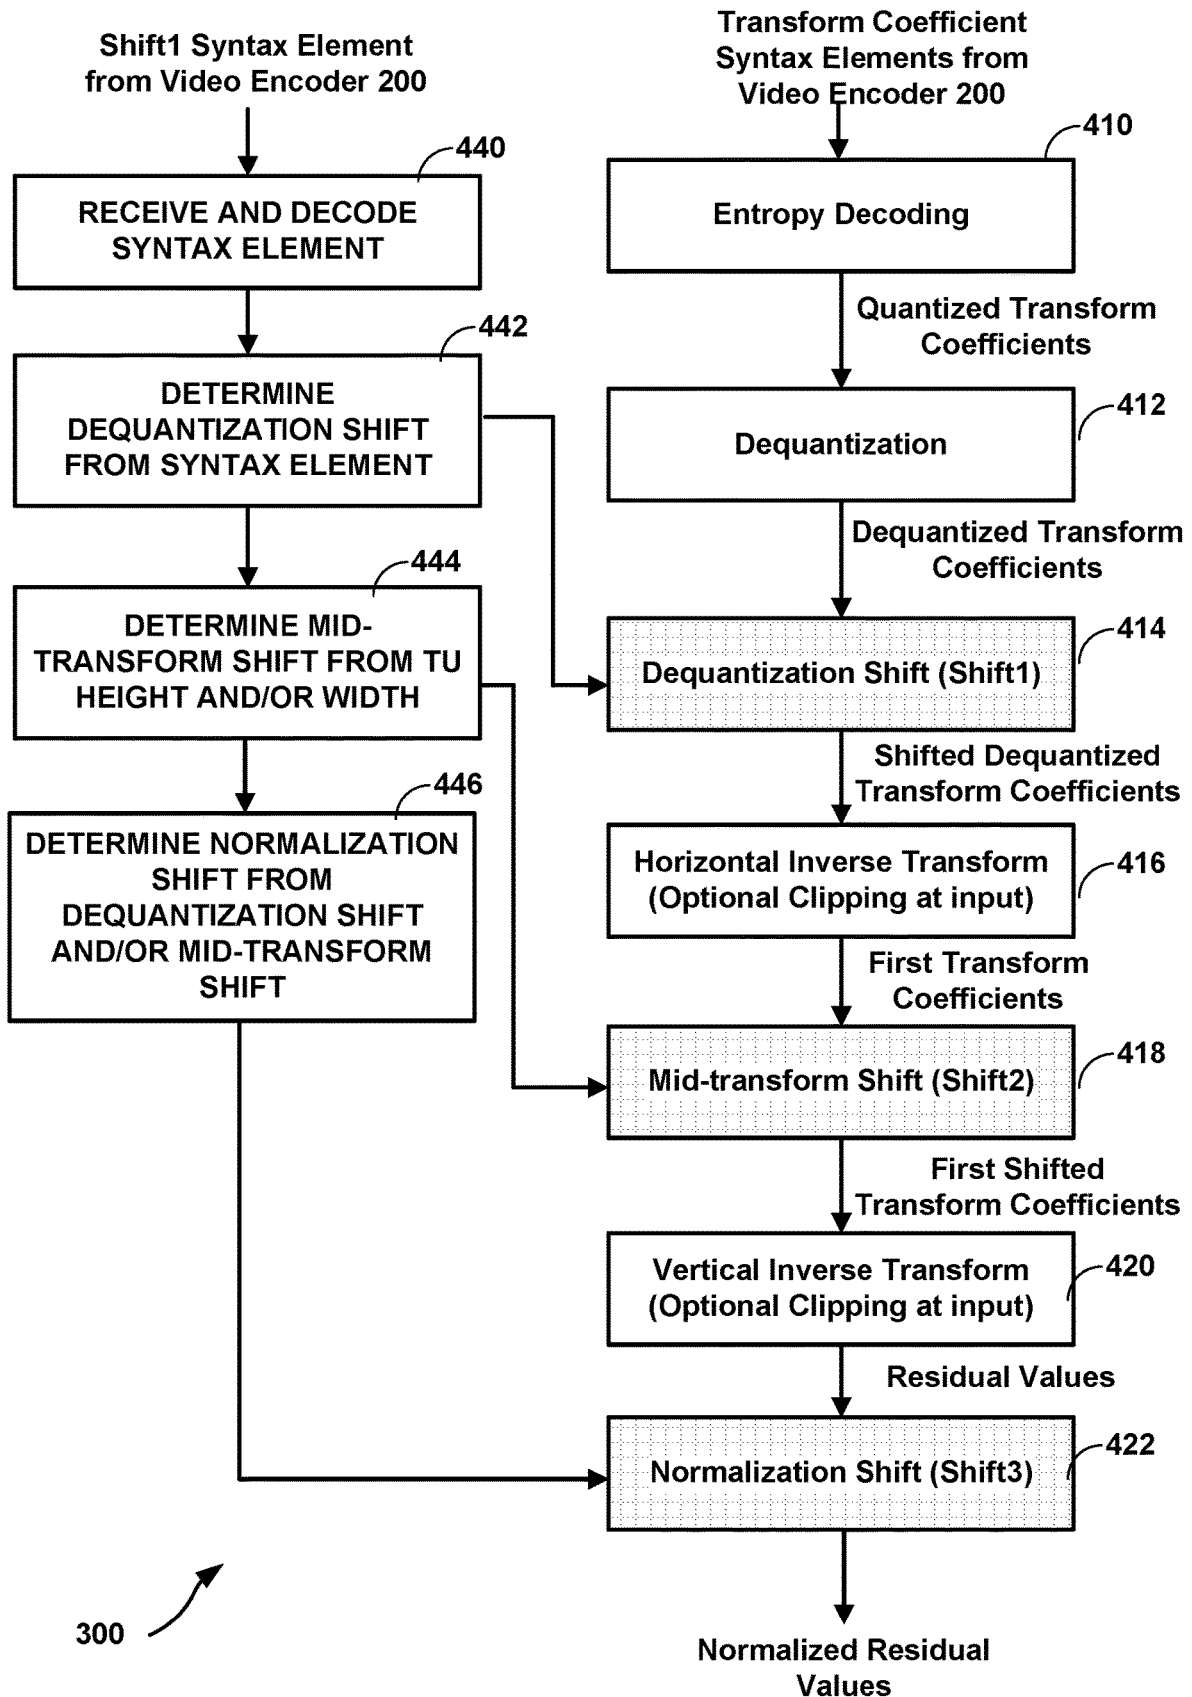 Shift1 Syntax Element
from Video Encoder 200
440
RECEIVE AND DECODE
SYNTAX ELEMENT
442
DETERMINE
DEQUANTIZATION SHIFT
FROM SYNTAX ELEMENT
444
DETERMINE MID-
TRANSFORM SHIFT FROM TU
HEIGHT AND/OR WIDTH
446
DETERMINE NORMALIZATION
SHIFT FROM
DEQUANTIZATION SHIFT
AND/OR MID-TRANSFORM
SHIFT
300
Transform Coefficient
Syntax Elements from
Video Encoder 200
410
Entropy Decoding
Quantized Transform
Coefficients
412
Dequantization
Dequantized Transform
Coefficients
414
Dequantization Shift (Shift1)
Shifted Dequantized
Transform Coefficients
Horizontal Inverse Transform
(Optional Clipping at input)
416
First Transform
Coefficients
418
Mid-transform Shift (Shift2)
First Shifted
Transform Coefficients
420
Vertical Inverse Transform
(Optional Clipping at input)
Residual Values
422
Normalization Shift (Shift3)
Normalized Residual
Values